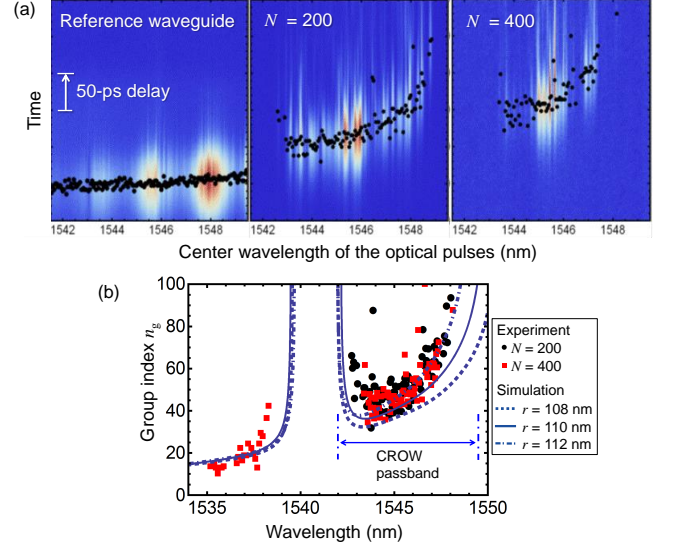 (a)
Reference waveguide
N = 200
N = 400
50-ps delay
Time
1542 1544 1546 1548
1542 1544 1546 1548
1542 1544 1546 1548
Center wavelength of the optical pulses (nm)
(b)
Group index ng
100
80
60
40
20
0
CROW
passband
1535 1540 1545 1550
Wavelength (nm)
Experiment
N = 200
N = 400
Simulation
r = 108 nm
r = 110 nm
r = 112 nm